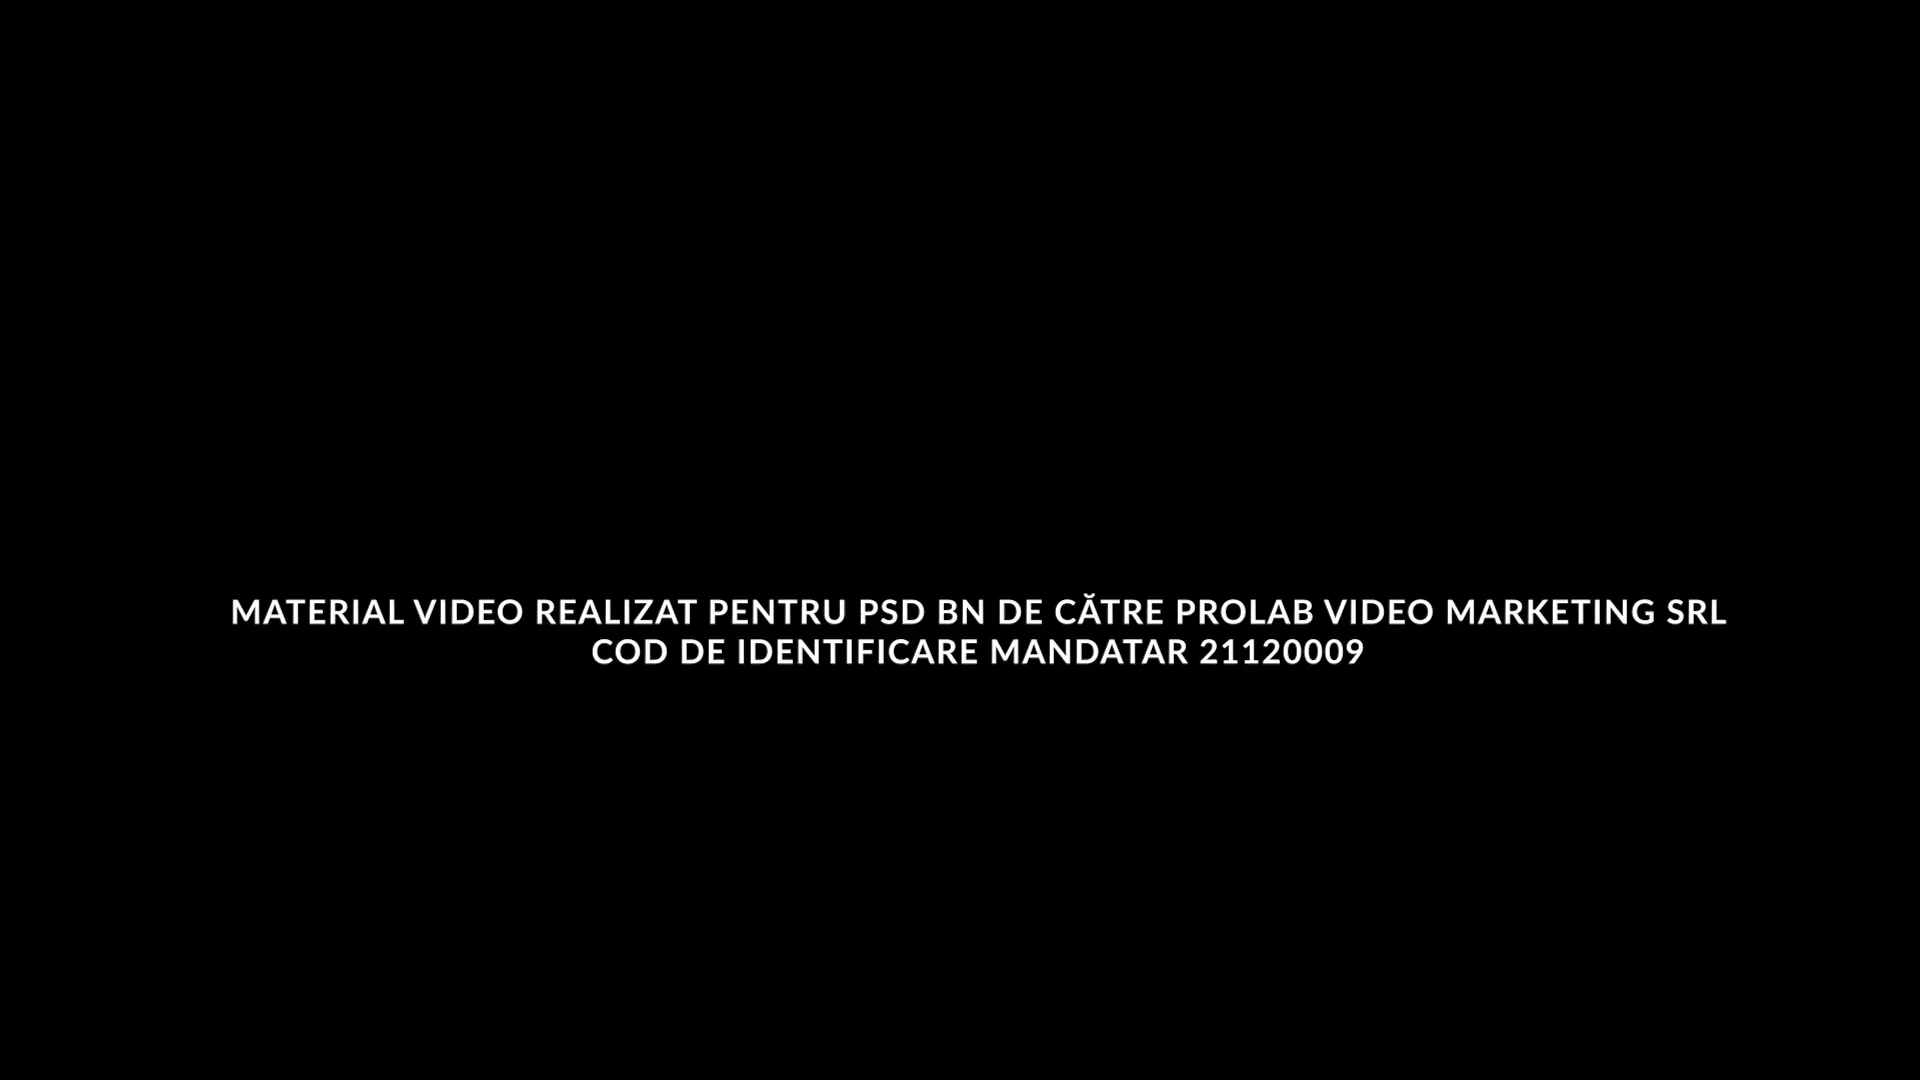 MATERIAL VIDEO REALIZAT PENTRU PSD BN DE CĂTRE PROLAB VIDEO MARKETING SRL
COD DE IDENTIFICARE MANDATAR 21120009